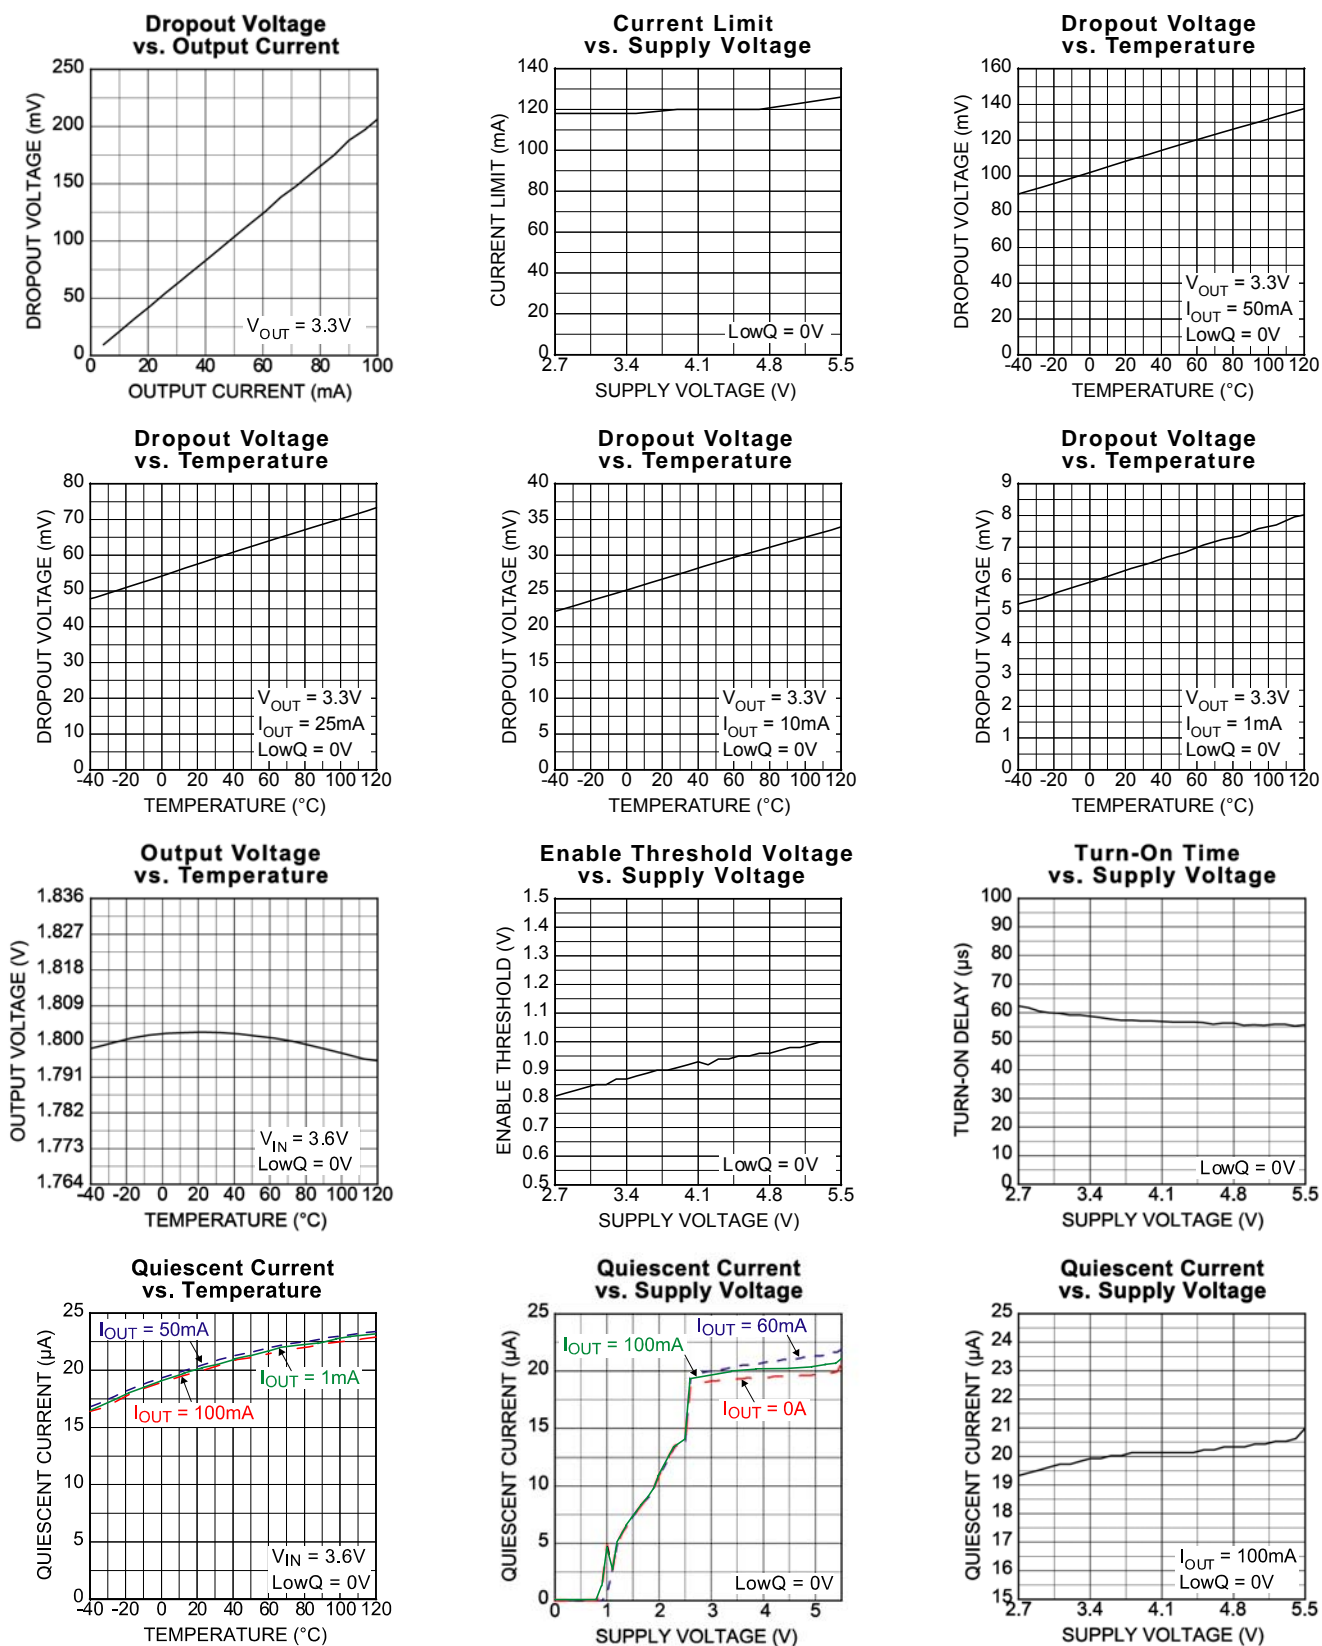 Dropout Voltage
vs. Output Current
DROPOUT VOLTAGE (mV)
250
200
150
100
50
0
0 20 40 60 80 100
V_OUT = 3.3V
OUTPUT CURRENT (mA)
Current Limit
vs. Supply Voltage
CURRENT LIMIT (mA)
140
120
100
80
60
40
20
0
2.7 3.4 4.1 4.8 5.5
LowQ = 0V
SUPPLY VOLTAGE (V)
Dropout Voltage
vs. Temperature
DROPOUT VOLTAGE (mV)
160
140
120
100
80
60
40
20
0
-40 -20 0 20 40 60 80 100 120
V_OUT = 3.3V
I_OUT = 50mA
LowQ = 0V
TEMPERATURE (°C)
Dropout Voltage
vs. Temperature
DROPOUT VOLTAGE (mV)
80
70
60
50
40
30
20
10
0
-40 -20 0 20 40 60 80 100 120
V_OUT = 3.3V
I_OUT = 25mA
LowQ = 0V
TEMPERATURE (°C)
Dropout Voltage
vs. Temperature
DROPOUT VOLTAGE (mV)
40
35
30
25
20
15
10
5
0
-40 -20 0 20 40 60 80 100 120
V_OUT = 3.3V
I_OUT = 10mA
LowQ = 0V
TEMPERATURE (°C)
Dropout Voltage
vs. Temperature
DROPOUT VOLTAGE (mV)
9
8
7
6
5
4
3
2
1
0
-40 -20 0 20 40 60 80 100 120
V_OUT = 3.3V
I_OUT = 1mA
LowQ = 0V
TEMPERATURE (°C)
Output Voltage
vs. Temperature
OUTPUT VOLTAGE (V)
1.836
1.827
1.818
1.809
1.800
1.791
1.782
1.773
1.764
-40 -20 0 20 40 60 80 100 120
V_IN = 3.6V
LowQ = 0V
TEMPERATURE (°C)
Enable Threshold Voltage
vs. Supply Voltage
ENABLE THRESHOLD (V)
1.5
1.4
1.3
1.2
1.1
1.0
0.9
0.8
0.7
0.6
0.5
2.7 3.4 4.1 4.8 5.5
LowQ = 0V
SUPPLY VOLTAGE (V)
Turn-On Time
vs. Supply Voltage
TURN-ON DELAY (µs)
100
90
80
70
60
50
40
30
20
10
0
2.7 3.4 4.1 4.8 5.5
LowQ = 0V
SUPPLY VOLTAGE (V)
Quiescent Current
vs. Temperature
QUIESCENT CURRENT (µA)
25
20
15
10
5
0
-40 -20 0 20 40 60 80 100 120
I_OUT = 50mA
I_OUT = 1mA
I_OUT = 100mA
V_IN = 3.6V
LowQ = 0V
TEMPERATURE (°C)
Quiescent Current
vs. Supply Voltage
QUIESCENT CURRENT (µA)
25
20
15
10
5
0
0 1 2 3 4 5
I_OUT = 60mA
I_OUT = 100mA
I_OUT = 0A
LowQ = 0V
SUPPLY VOLTAGE (V)
Quiescent Current
vs. Supply Voltage
QUIESCENT CURRENT (µA)
25
24
23
22
21
20
19
18
17
16
15
2.7 3.4 4.1 4.8 5.5
I_OUT = 100mA
LowQ = 0V
SUPPLY VOLTAGE (V)